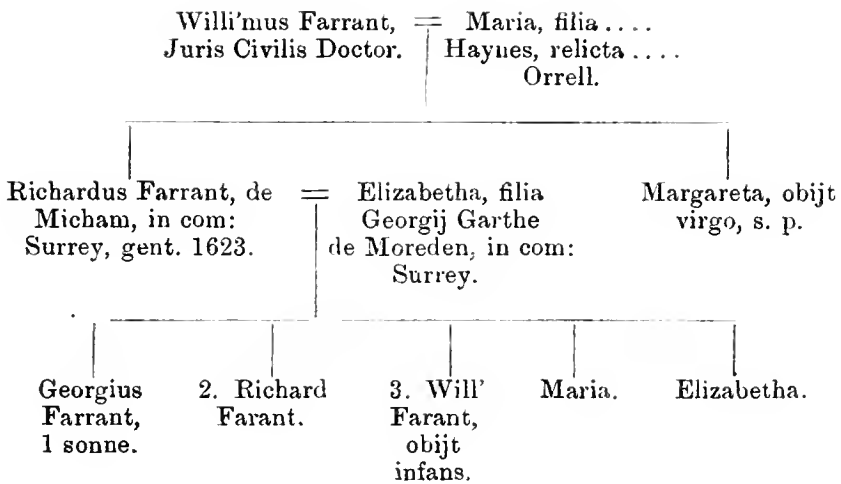 Willi'mus Farrant,
Juris Civilis Doctor.
=
Maria, filia ....
Haynes, relicta ....
Orrell.
Richardus Farrant, de
Micham, in com:
Surrey, gent. 1623.
=
Elizabetha, filia
Georgij Garthe
de Moreden, in com:
Surrey.
Margareta, obijt
virgo, s. p.
Georgius
Farrant,
1 sonne.
2. Richard
Farant.
3. Will'
Farant,
obijt
infans.
Maria.
Elizabetha.